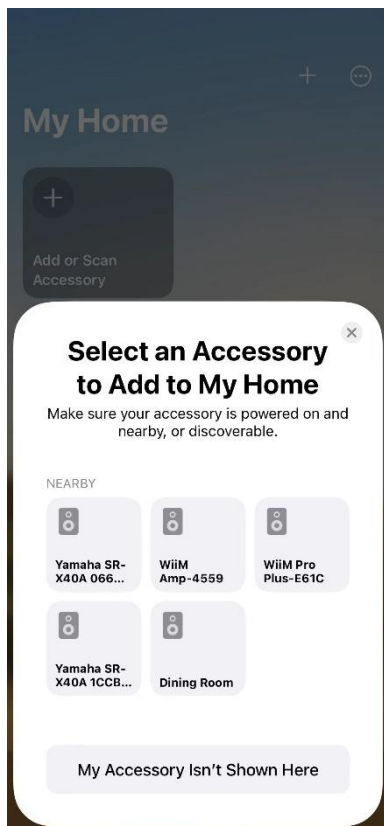 My Home
Add or Scan
Accessory
Select an Accessory
to Add to My Home
Make sure your accessory is powered on and
nearby, or discoverable.
NEARBY
Yamaha SR-
X40A 066...
WiiM
Amp-4559
WiiM Pro
Plus-E61C
Yamaha SR-
X40A 1CCB...
Dining Room
My Accessory Isn't Shown Here